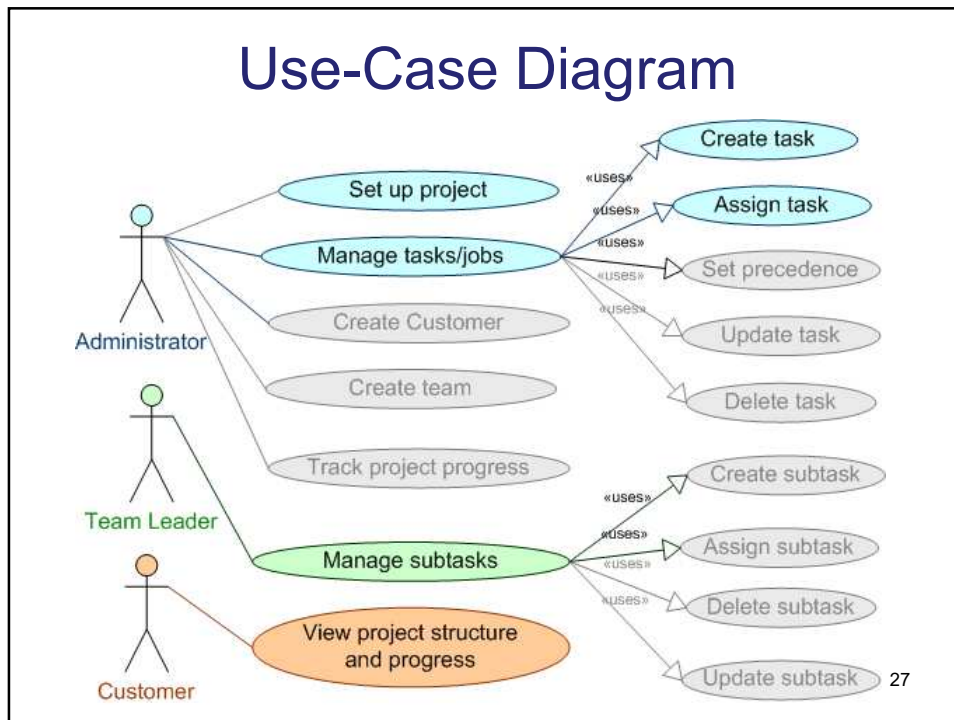 Use-Case Diagram
Create task
«uses»
Set up project
Assign task
«uses»
«uses»
Manage tasks/jobs
Set precedence
«uses»
Create Customer
«uses»
Update task
Administrator
Create team
Delete task
Track project progress
Create subtask
«uses»
Team Leader
«uses»
Assign subtask
Manage subtasks
«uses»
«uses»
Delete subtask
View project structure
and progress
Update subtask
27
Customer